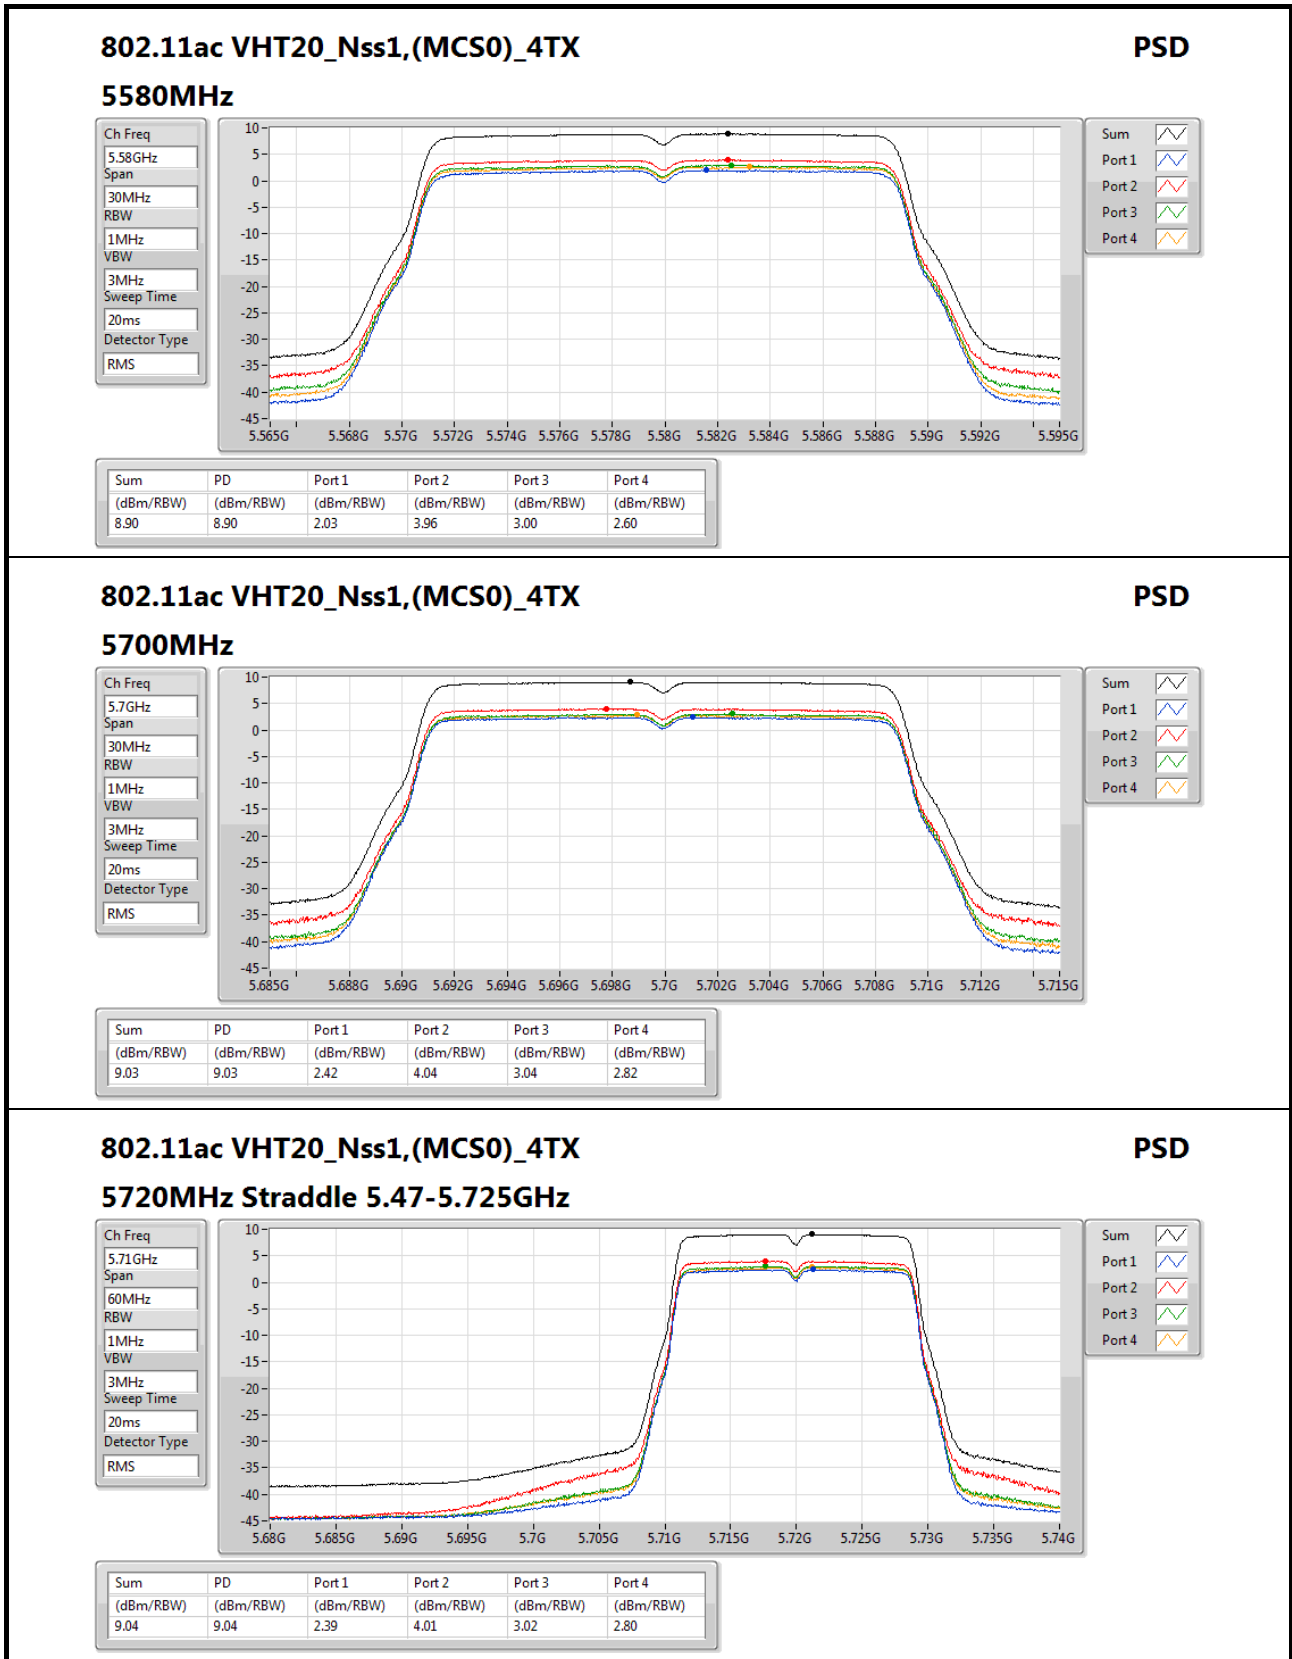 802.11ac VHT20_Nss1,(MCS0)_4TX PSD
5580MHz
Ch Freq
5.58GHz
Span
30MHz
RBW
1MHz
VBW
3MHz
Sweep Time
20ms
Detector Type
RMS
10
5
0
-5
-10
-15
-20
-25
-30
-35
-40
-45
5.565G 5.568G 5.57G 5.572G 5.574G 5.576G 5.578G 5.58G 5.582G 5.584G 5.586G 5.588G 5.59G 5.592G 5.595G
Sum
Port 1
Port 2
Port 3
Port 4
Sum PD Port 1 Port 2 Port 3 Port 4
(dBm/RBW) (dBm/RBW) (dBm/RBW) (dBm/RBW) (dBm/RBW) (dBm/RBW)
8.90 8.90 2.03 3.96 3.00 2.60
802.11ac VHT20_Nss1,(MCS0)_4TX PSD
5700MHz
Ch Freq
5.7GHz
Span
30MHz
RBW
1MHz
VBW
3MHz
Sweep Time
20ms
Detector Type
RMS
10
5
0
-5
-10
-15
-20
-25
-30
-35
-40
-45
5.685G 5.688G 5.69G 5.692G 5.694G 5.696G 5.698G 5.7G 5.702G 5.704G 5.706G 5.708G 5.71G 5.712G 5.715G
Sum
Port 1
Port 2
Port 3
Port 4
Sum PD Port 1 Port 2 Port 3 Port 4
(dBm/RBW) (dBm/RBW) (dBm/RBW) (dBm/RBW) (dBm/RBW) (dBm/RBW)
9.03 9.03 2.42 4.04 3.04 2.82
802.11ac VHT20_Nss1,(MCS0)_4TX PSD
5720MHz Straddle 5.47-5.725GHz
Ch Freq
5.71GHz
Span
60MHz
RBW
1MHz
VBW
3MHz
Sweep Time
20ms
Detector Type
RMS
10
5
0
-5
-10
-15
-20
-25
-30
-35
-40
-45
5.68G 5.685G 5.69G 5.695G 5.7G 5.705G 5.71G 5.715G 5.72G 5.725G 5.73G 5.735G 5.74G
Sum
Port 1
Port 2
Port 3
Port 4
Sum PD Port 1 Port 2 Port 3 Port 4
(dBm/RBW) (dBm/RBW) (dBm/RBW) (dBm/RBW) (dBm/RBW) (dBm/RBW)
9.04 9.04 2.39 4.01 3.02 2.80